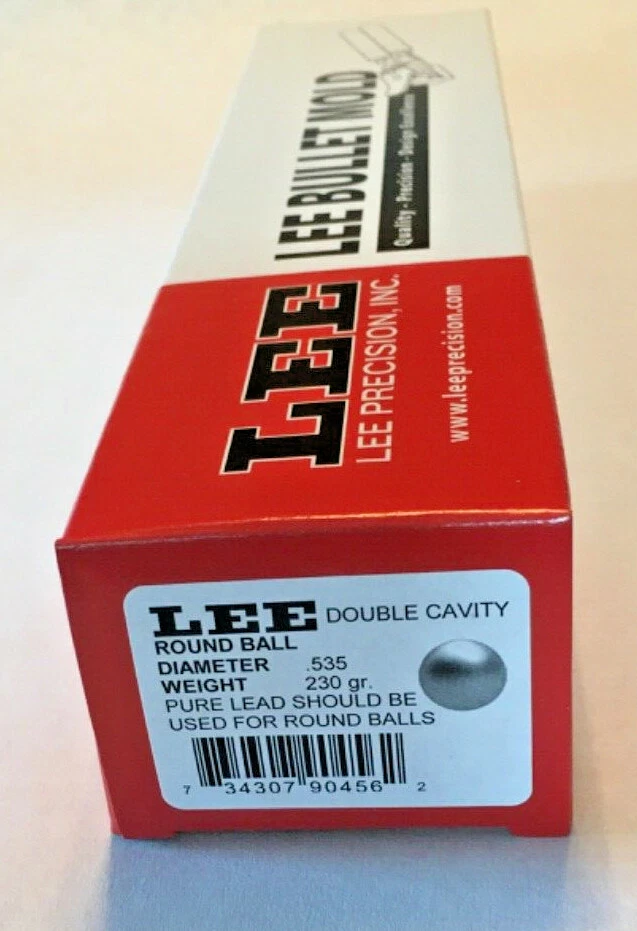 LEE BULLET MOLD
Quality - Precision - Design Excellence
LEE
LEE PRECISION, INC.
www.leeprecision.com
LEE DOUBLE CAVITY
ROUND BALL
DIAMETER .535
WEIGHT 230 gr.
PURE LEAD SHOULD BE
USED FOR ROUND BALLS
7 34307 90456 2